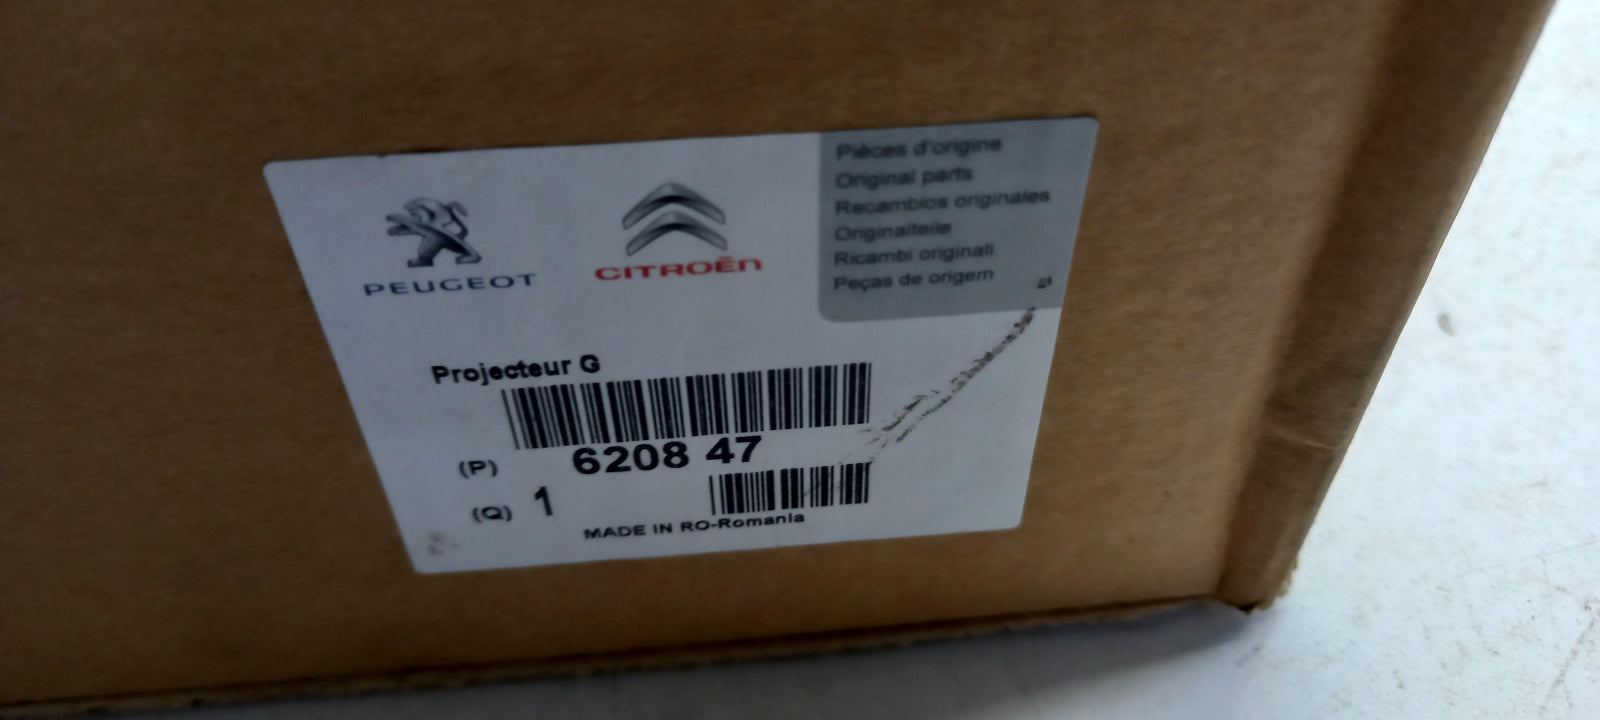 PEUGEOT
CITROËN
Pièces d'origine
Original parts
Recambios originales
Originalteile
Ricambi originali
Peças de origem
Projecteur G
(P) 6208 47
(Q) 1
MADE IN RO-Romania